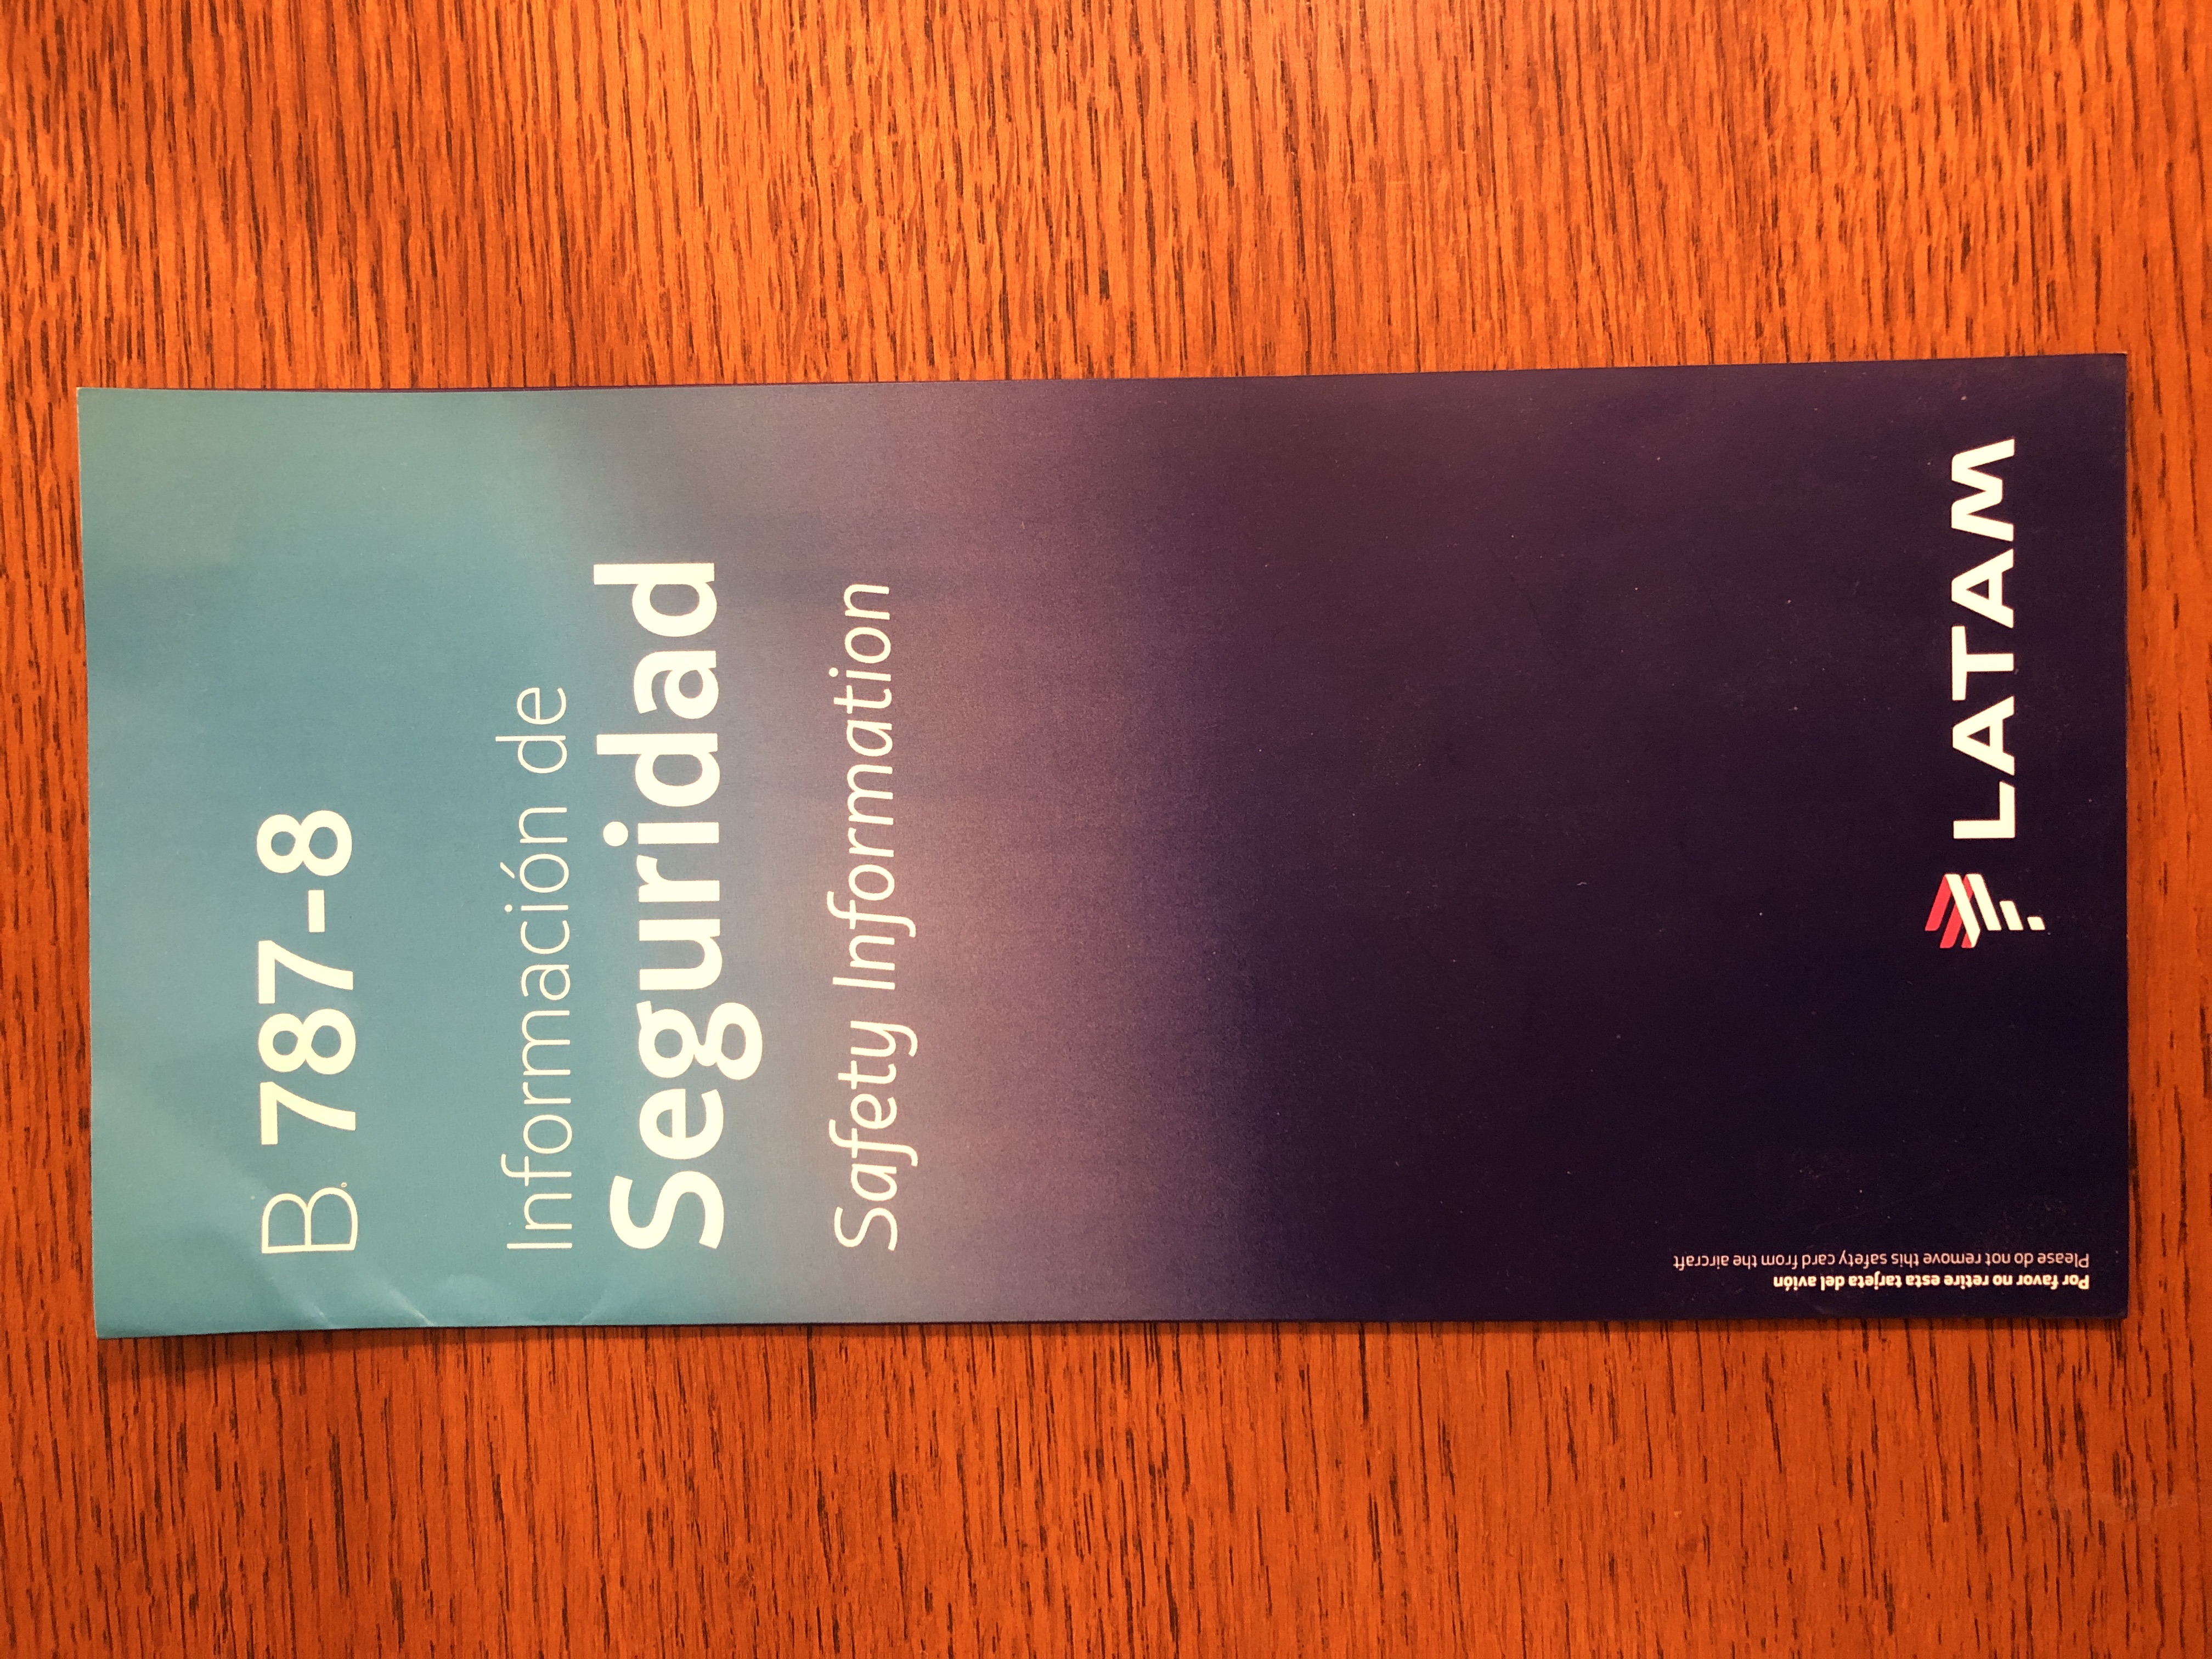 B. 787-8
Información de
Seguridad
Safety Information
Por favor no retire esta tarjeta del avión
Please do not remove this safety card from the aircraft
LATAM